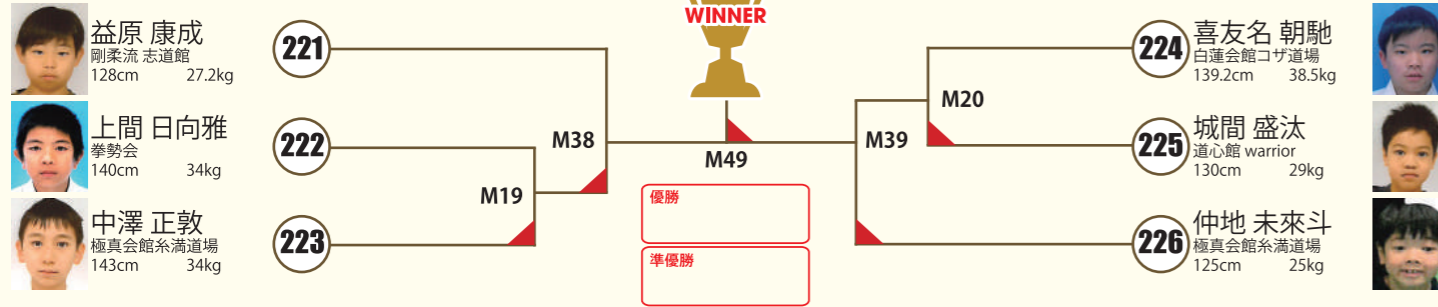 益原 康成
剛柔流 志道館
128cm 27.2kg
221
上間 日向雅
拳勢会
140cm 34kg
222
中澤 正敦
極真会館糸満道場
143cm 34kg
223
M19
M38
WINNER
M49
優勝
準優勝
M39
M20
224
喜友名 朝馳
白蓮会館コザ道場
139.2cm 38.5kg
225
城間 盛汰
道心館 warrior
130cm 29kg
226
仲地 未來斗
極真会館糸満道場
125cm 25kg